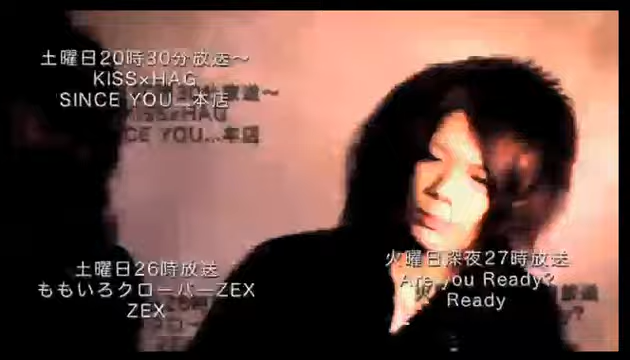 土曜日20時30分放送〜
KISS×HAG
SINCE YOU...本店
土曜日26時放送
ももいろクローバーZEX
ZEX
火曜日深夜27時放送
Are you Ready?
Ready